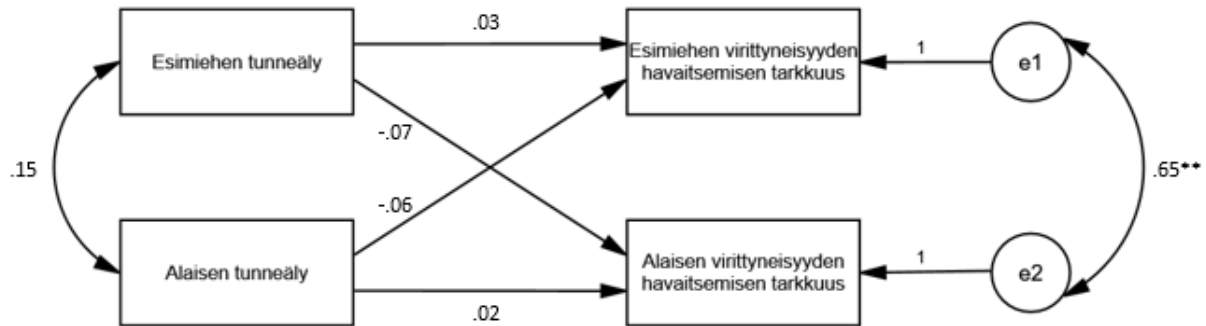 .03
Esimiehen tunneäly
Esimiehen virittyneisyyden
havaitsemisen tarkkuus
1
e1
-.07
.15
.65**
-.06
Alaisen tunneäly
Alaisen virittyneisyyden
havaitsemisen tarkkuus
1
e2
.02